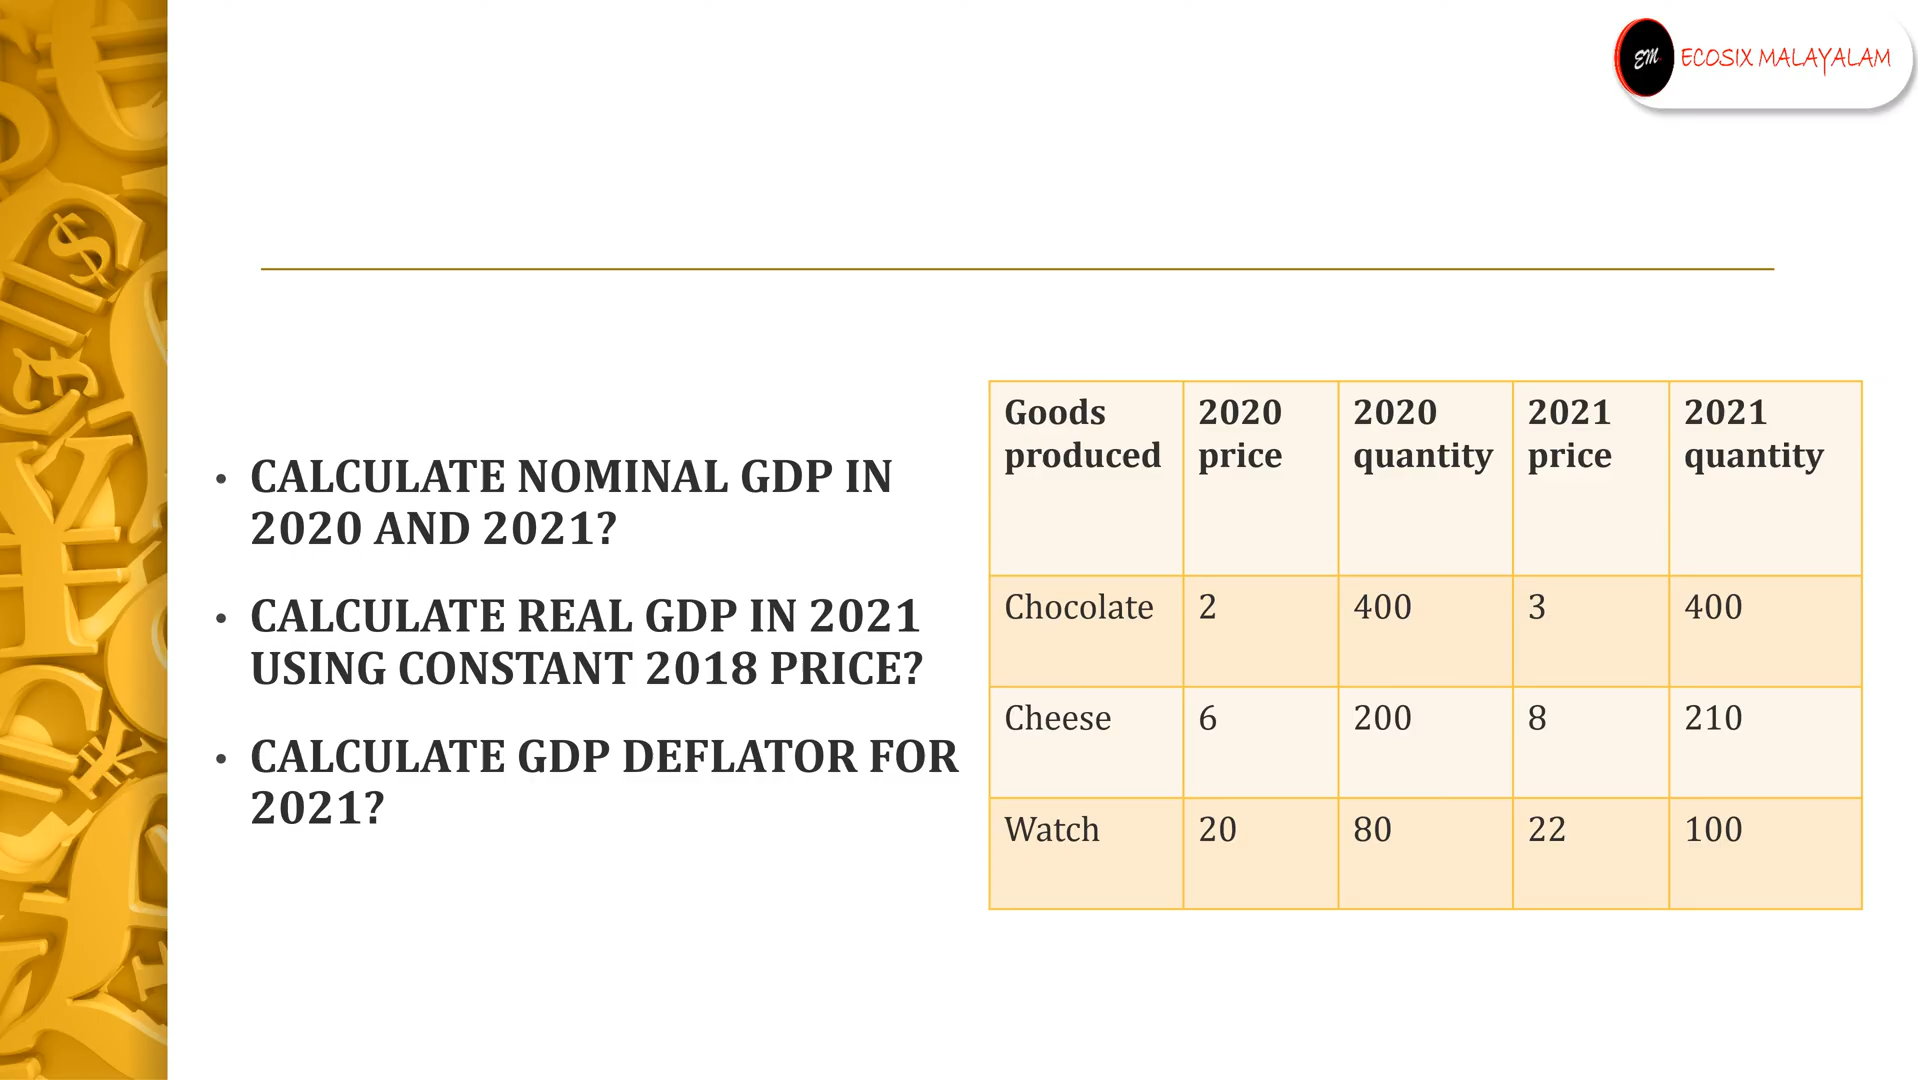 EM ECOSIX MALAYALAM
• CALCULATE NOMINAL GDP IN
2020 AND 2021?
• CALCULATE REAL GDP IN 2021
USING CONSTANT 2018 PRICE?
• CALCULATE GDP DEFLATOR FOR
2021?
Goods produced 2020 price 2020 quantity 2021 price 2021 quantity
Chocolate 2 400 3 400
Cheese 6 200 8 210
Watch 20 80 22 100